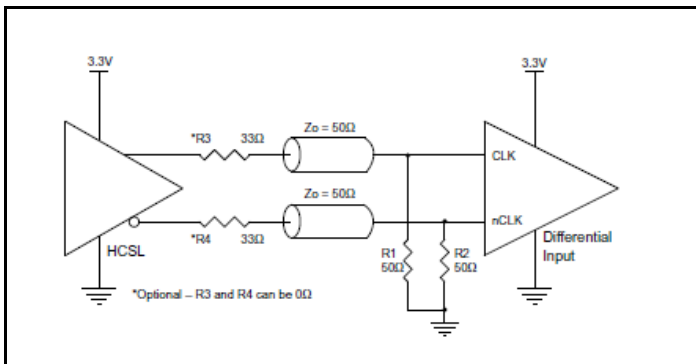 3.3V
3.3V
*R3 33Ω
Zo = 50Ω
CLK
Zo = 50Ω
nCLK
HCSL
*R4 33Ω
R1
50Ω
R2
50Ω
Differential
Input
*Optional – R3 and R4 can be 0Ω